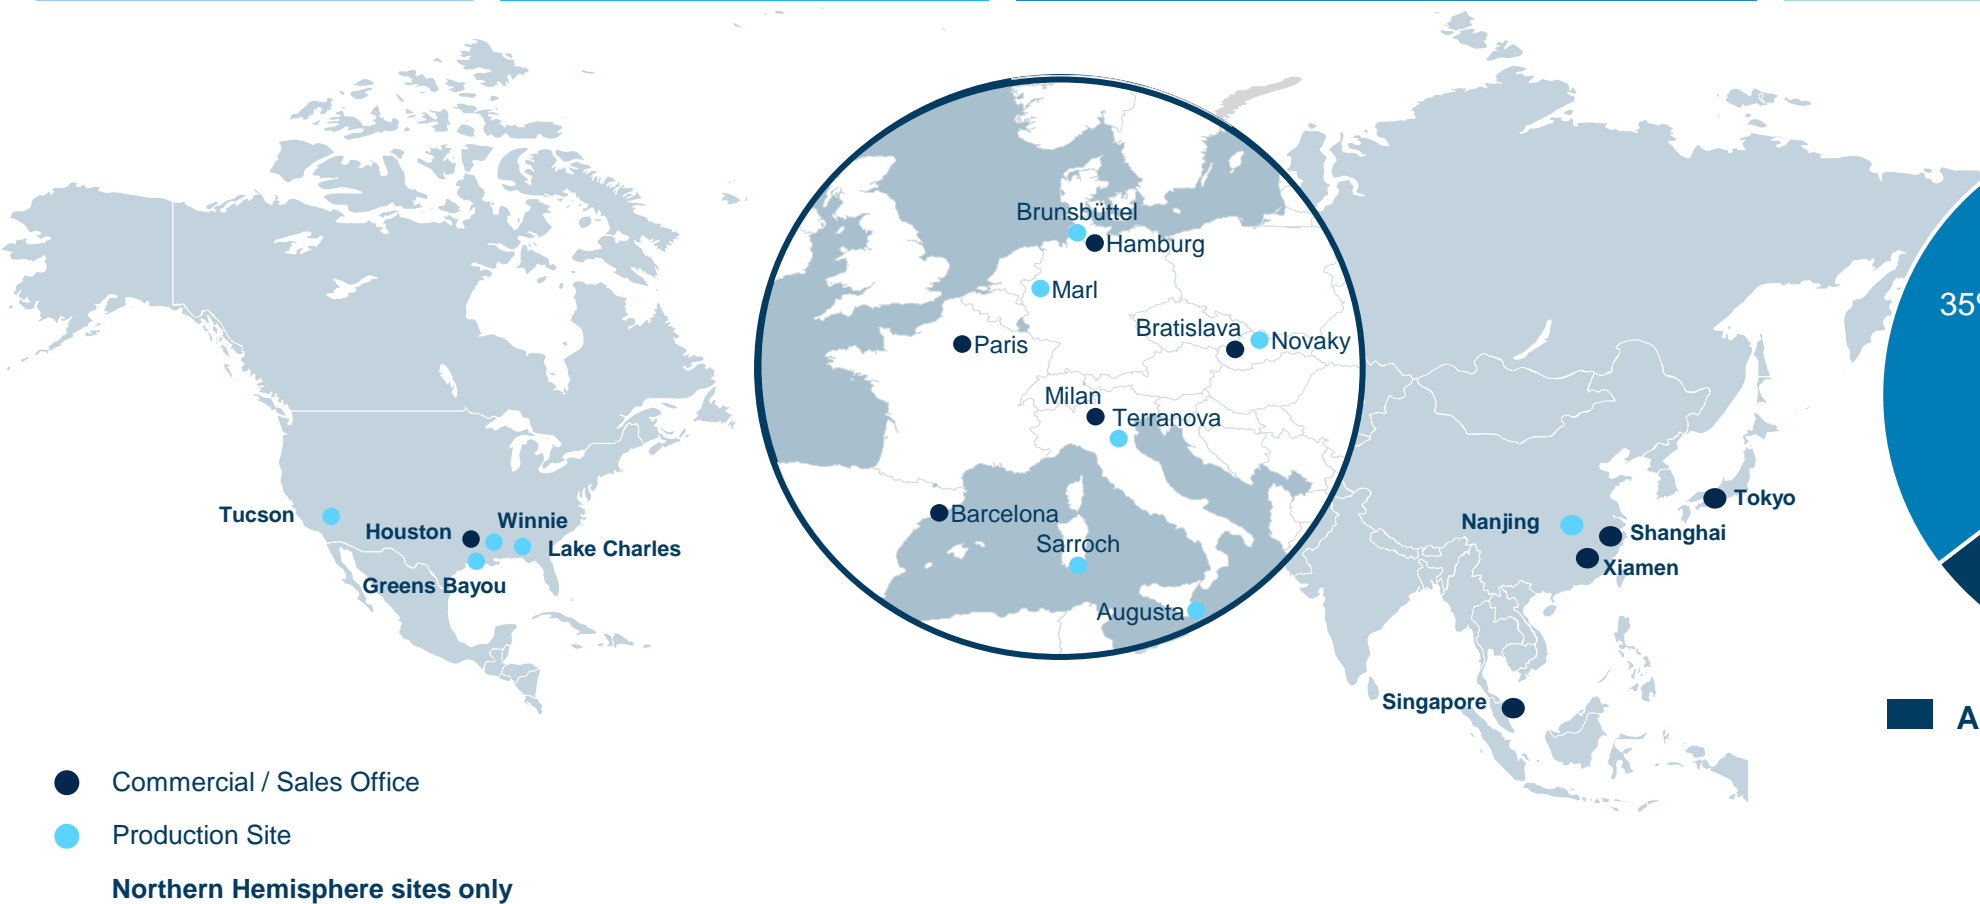 Brunsbüttel
Hamburg
Marl
35
Bratislava
Paris
Novaky
Milan
Terranova
Tucson
Houston
Winnie
Lake Charles
Greens Bayou
Barcelona
Sarroch
Augusta
Tokyo
Nanjing
Shanghai
Xiamen
Singapore
A
Commercial / Sales Office
Production Site
Northern Hemisphere sites only